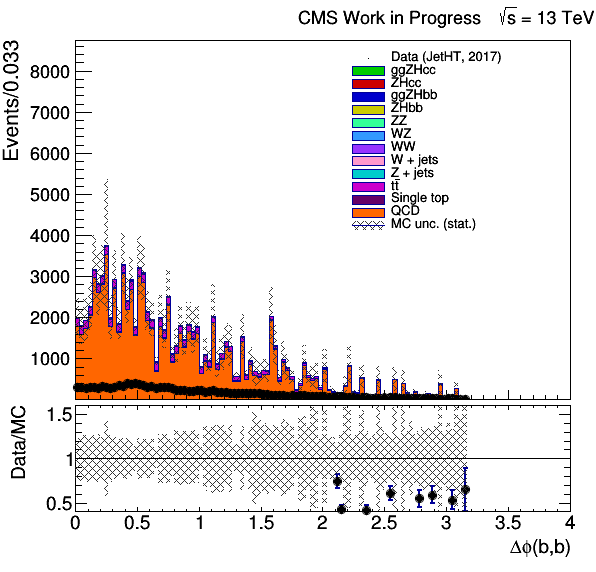 CMS Work in Progress √s = 13 TeV
Events/0.033
8000
7000
6000
5000
4000
3000
2000
1000
Data (JetHT, 2017)
ggZHcc
ZHcc
ggZHbb
ZHbb
ZZ
WZ
WW
W + jets
Z + jets
tt̄
Single top
QCD
MC unc. (stat.)
Data/MC
1.5
1
0.5
0 0.5 1 1.5 2 2.5 3 3.5 4
Δϕ(b,b)